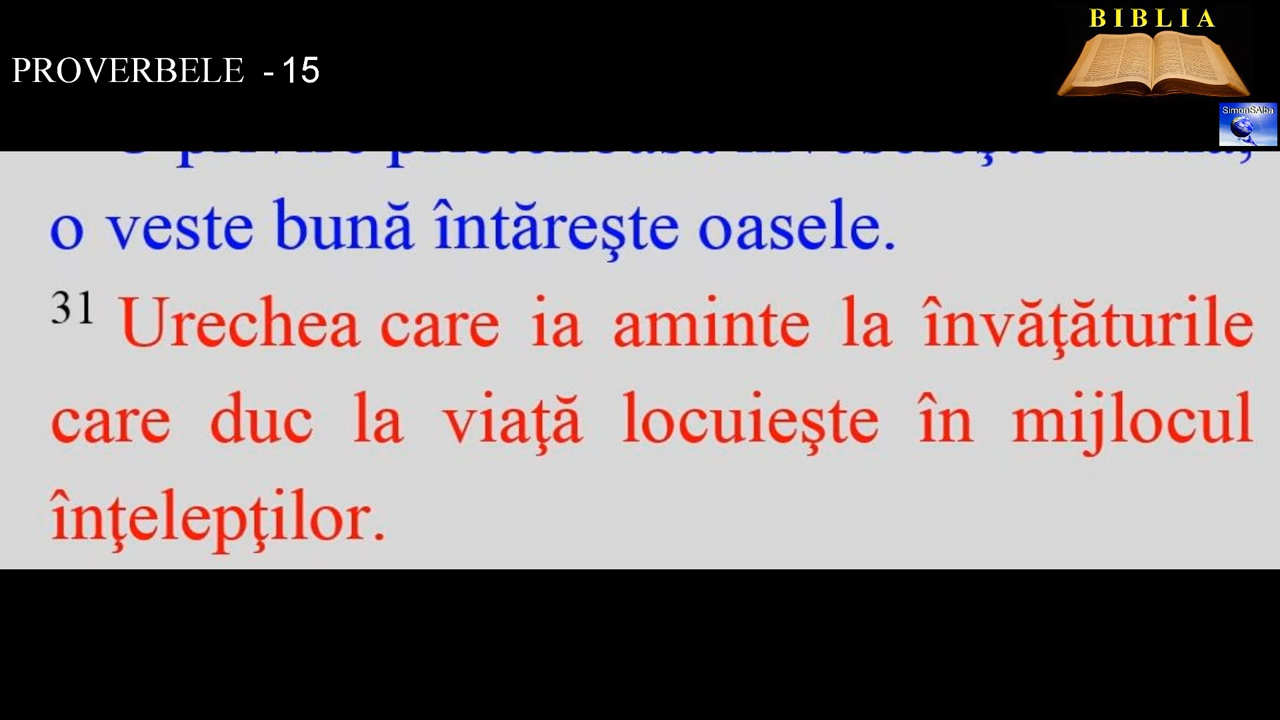 BIBLIA
PROVERBELE - 15
SimonSAlba
o veste bună întăreşte oasele.
31 Urechea care ia aminte la învăţăturile
care duc la viaţă locuieşte în mijlocul
înţelepţilor.